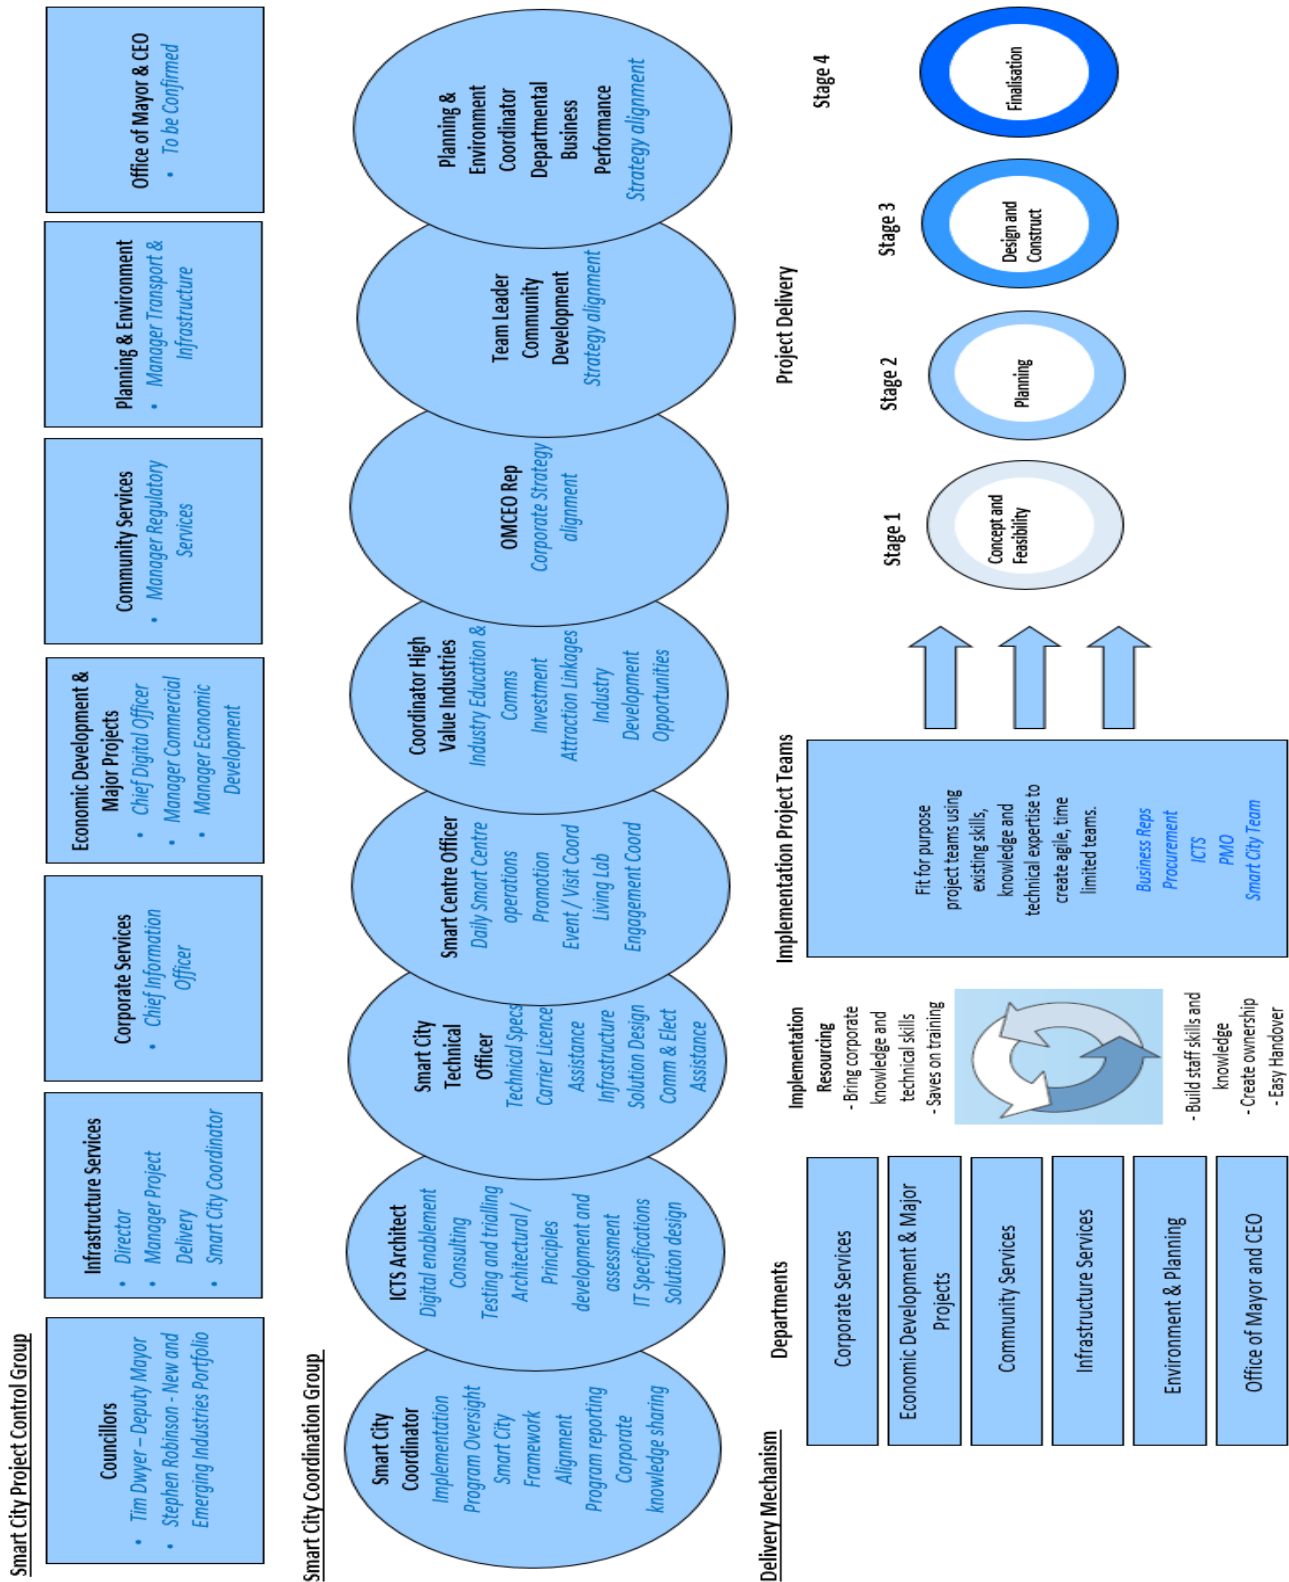 Smart City Project Control Group
Councillors
• Tim Dwyer – Deputy Mayor
• Stephen Robinson - New and
Emerging Industries Portfolio
Infrastructure Services
• Director
• Manager Project
Delivery
• Smart City Coordinator
Corporate Services
• Chief Information
Officer
Economic Development &
Major Projects
• Chief Digital Officer
• Manager Commercial
• Manager Economic
Development
Community Services
• Manager Regulatory
Services
Planning & Environment
• Manager Transport &
Infrastructure
Office of Mayor & CEO
• To be Confirmed
Smart City Coordination Group
Smart City
Coordinator
Implementation
Program Oversight
Smart City
Framework
Alignment
Program reporting
Corporate
knowledge sharing
ICTS Architect
Digital enablement
Consulting
Testing and trialling
Architectural /
Principles
development and
assessment
IT Specifications
Solution design
Smart City
Technical
Officer
Technical Specs
Carrier Licence
Assistance
Infrastructure
Solution Design
Comm & Elect
Assistance
Smart Centre Officer
Daily Smart Centre
operations
Promotion
Event / Visit Coord
Living Lab
Engagement Coord
Coordinator High
Value Industries
Industry Education &
Comms
Investment
Attraction Linkages
Industry
Development
Opportunities
OMCEO Rep
Corporate Strategy
alignment
Team Leader
Community
Development
Strategy alignment
Planning &
Environment
Coordinator
Departmental
Business
Performance
Strategy alignment
Delivery Mechanism
Departments
Corporate Services
Economic Development & Major
Projects
Community Services
Infrastructure Services
Environment & Planning
Office of Mayor and CEO
Implementation
Resourcing
- Bring corporate
knowledge and
technical skills
- Saves on training
- Build staff skills and
knowledge
- Create ownership
- Easy Handover
Implementation Project Teams
Fit for purpose
project teams using
existing skills,
knowledge and
technical expertise to
create agile, time
limited teams.
Business Reps
Procurement
ICTS
PMO
Smart City Team
Project Delivery
Stage 1
Concept and
Feasibility
Stage 2
Planning
Stage 3
Design and
Construct
Stage 4
Finalisation